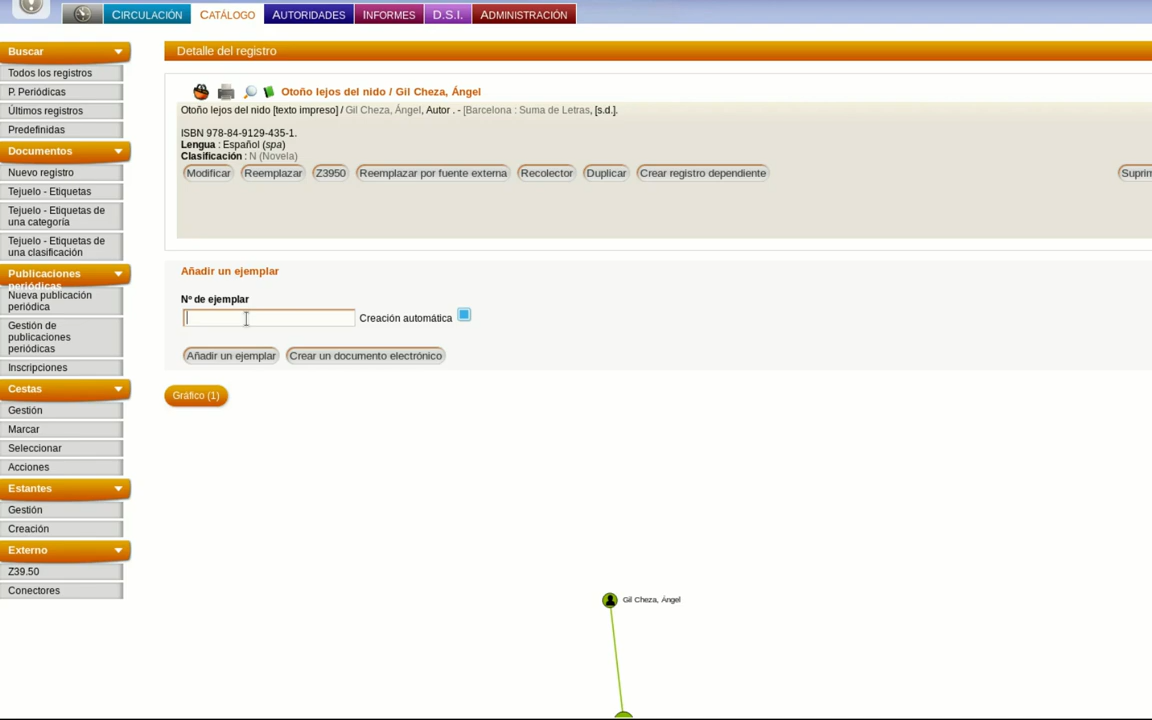 CIRCULACIÓN CATÁLOGO AUTORIDADES INFORMES D.S.I. ADMINISTRACIÓN
Buscar
Todos los registros
P. Periódicas
Últimos registros
Predefinidas
Documentos
Nuevo registro
Tejuelo - Etiquetas
Tejuelo - Etiquetas de
una categoría
Tejuelo - Etiquetas de
una clasificación
Publicaciones
periódicas
Nueva publicación
periódica
Gestión de
publicaciones
periódicas
Inscripciones
Cestas
Gestión
Marcar
Seleccionar
Acciones
Estantes
Gestión
Creación
Externo
Z39.50
Conectores
Detalle del registro
Otoño lejos del nido / Gil Cheza, Ángel
Otoño lejos del nido [texto impreso] / Gil Cheza, Ángel, Autor . - [Barcelona : Suma de Letras, [s.d.].
ISBN 978-84-9129-435-1.
Lengua : Español (spa)
Clasificación : N (Novela)
Modificar Reemplazar Z3950 Reemplazar por fuente externa Recolector Duplicar Crear registro dependiente Suprim
Añadir un ejemplar
Nº de ejemplar
Creación automática
Añadir un ejemplar Crear un documento electrónico
Gráfico (1)
Gil Cheza, Ángel